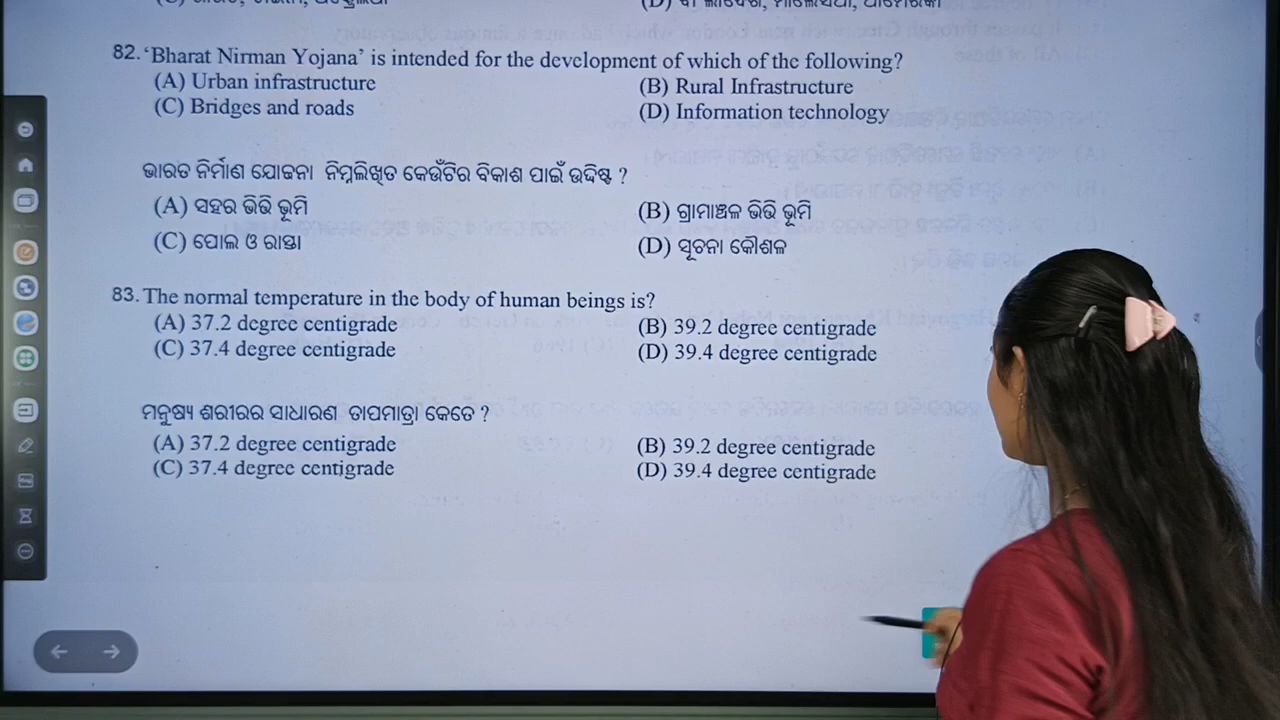 82. ‘Bharat Nirman Yojana’ is intended for the development of which of the following?
(A) Urban infrastructure (B) Rural Infrastructure
(C) Bridges and roads (D) Information technology
ଭାରତ ନିର୍ମାଣ ଯୋଜନା ନିମ୍ନଲିଖିତ କେଉଁଟିର ବିକାଶ ପାଇଁ ଉଦ୍ଦିଷ୍ଟ ?
(A) ସହର ଭିତି ଭୂମି (B) ଗ୍ରାମାଞ୍ଚଳ ଭିତି ଭୂମି
(C) ପୋଲ ଓ ରାସ୍ତା (D) ସୂଚନା କୌଶଳ
83. The normal temperature in the body of human beings is?
(A) 37.2 degree centigrade (B) 39.2 degree centigrade
(C) 37.4 degree centigrade (D) 39.4 degree centigrade
ମନୁଷ୍ୟ ଶରୀରର ସାଧାରଣ ତାପମାତ୍ରା କେତେ ?
(A) 37.2 degree centigrade (B) 39.2 degree centigrade
(C) 37.4 degree centigrade (D) 39.4 degree centigrade